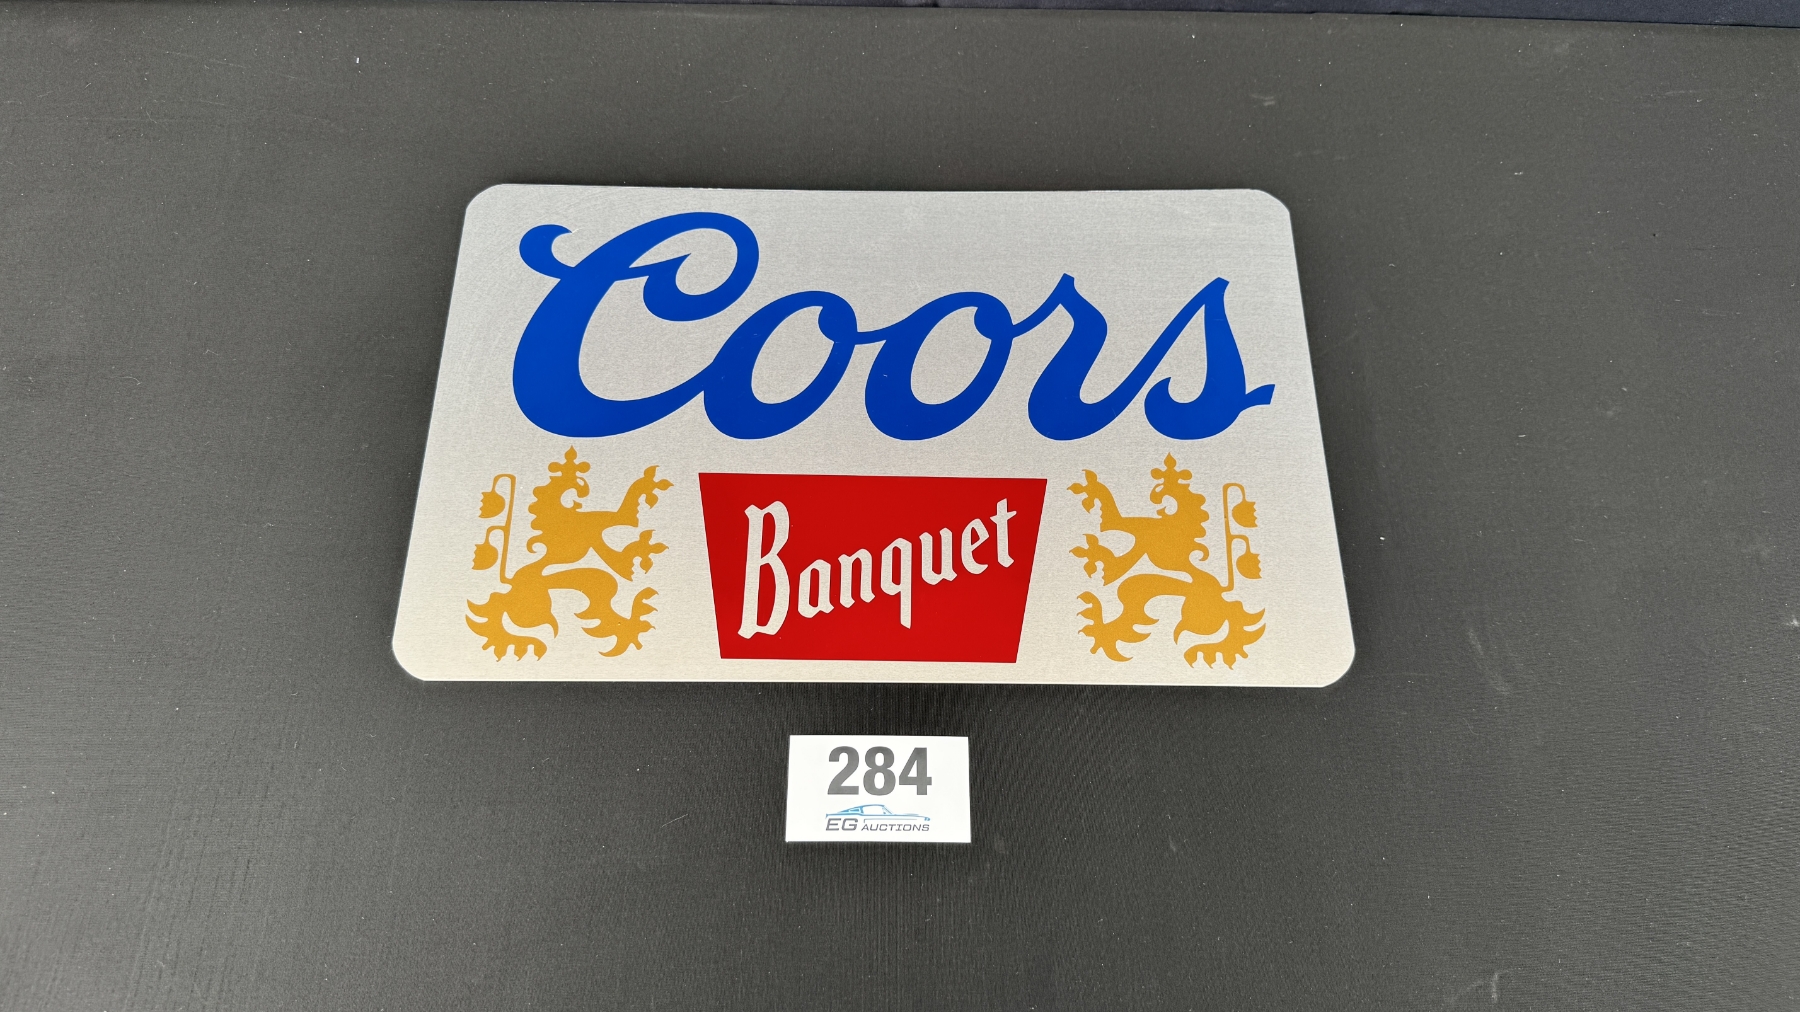 Coors
Banquet
284
EG AUCTIONS